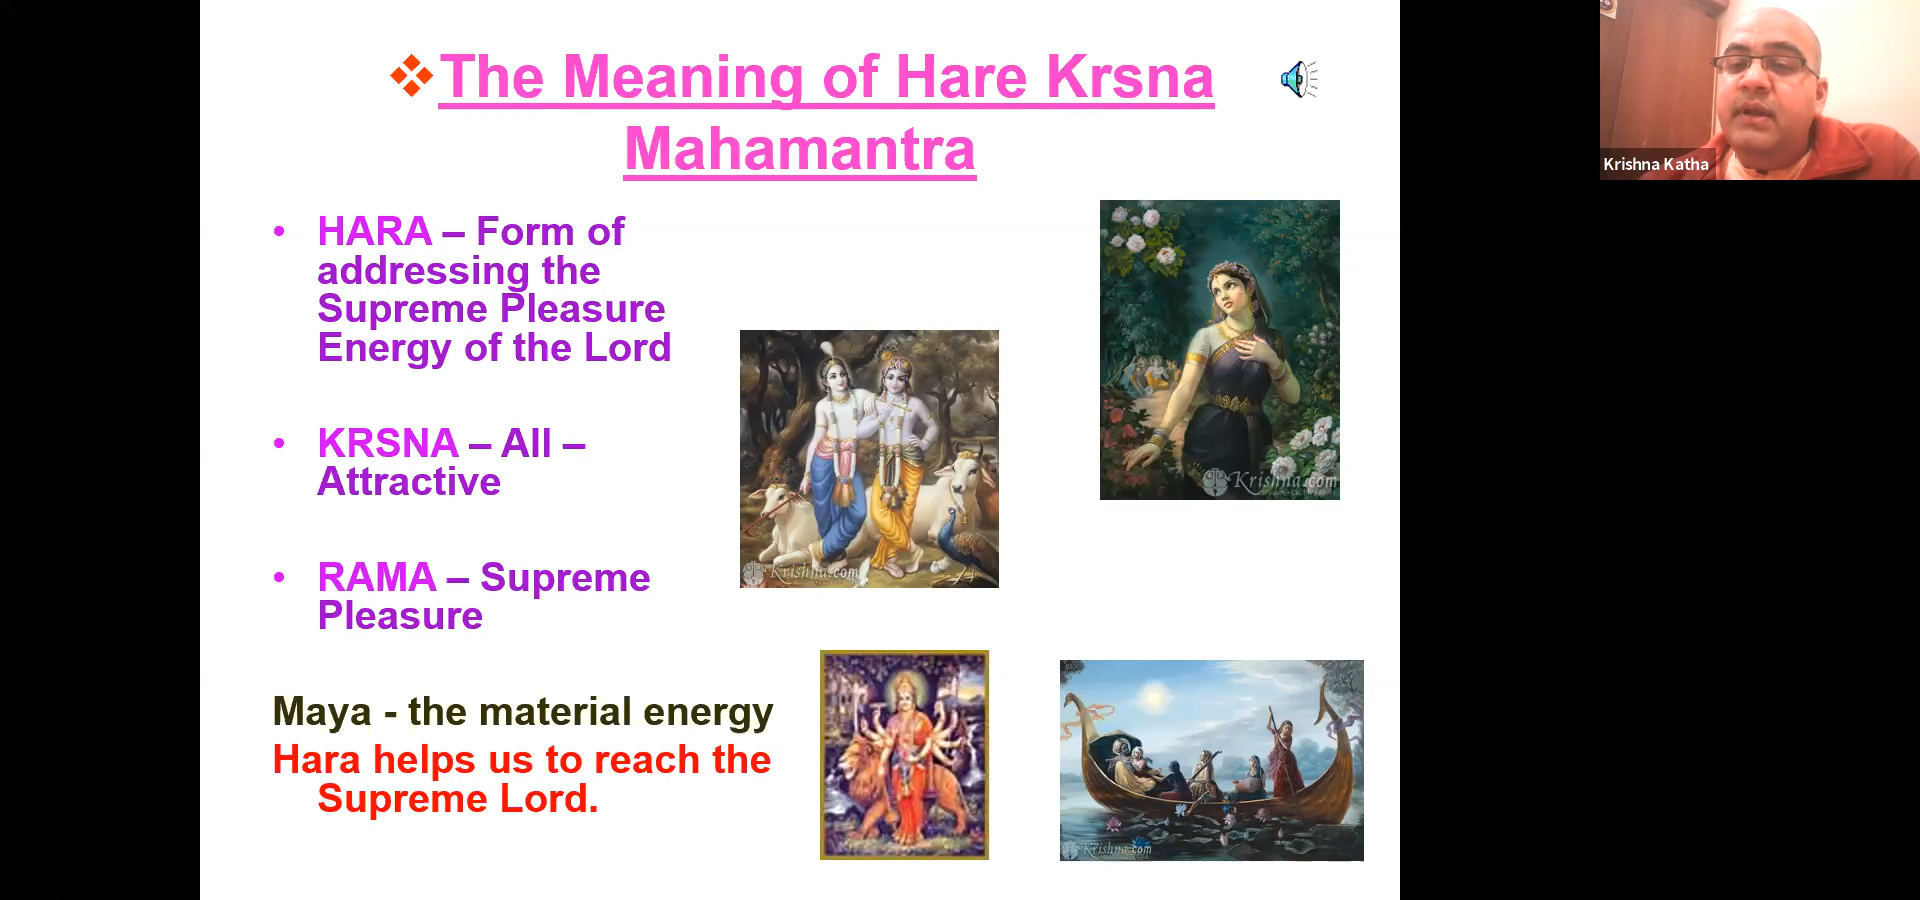 ❖The Meaning of Hare Krsna
Mahamantra
• HARA – Form of
addressing the
Supreme Pleasure
Energy of the Lord
• KRSNA – All –
Attractive
• RAMA – Supreme
Pleasure
Maya - the material energy
Hara helps us to reach the
Supreme Lord.
Krishna.com
Krishna.com
Krishna.com
Krishna Katha